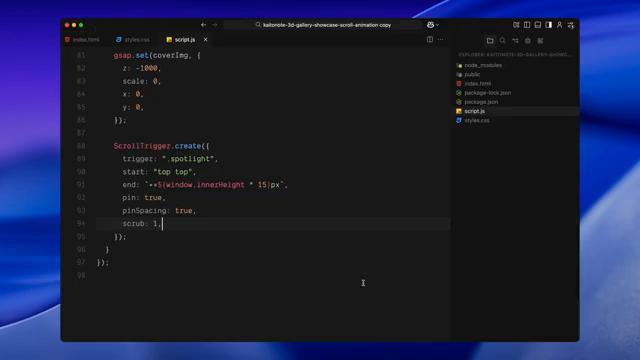 kaitonote-3d-gallery-showcase-scroll-animation copy
index.html
styles.css
script.js
81 gsap.set(coverImg, {
82 z: -1000,
83 scale: 0,
84 x: 0,
85 y: 0,
86 });
87
88 ScrollTrigger.create({
89 trigger: ".spotlight",
90 start: "top top",
91 end: `+=${window.innerHeight * 15}px`,
92 pin: true,
93 pinSpacing: true,
94 scrub: 1,
95 });
96 }
97 });
98
EXPLORER: KAITONOTE-3D-GALLERY-SHOWC...
node_modules
public
index.html
package-lock.json
package.json
script.js
styles.css